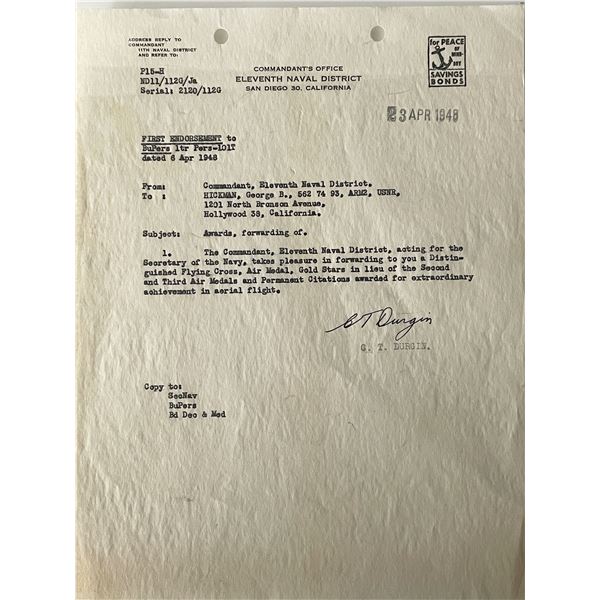 ADDRESS REPLY TO
COMMANDANT
11TH NAVAL DISTRICT
AND REFER TO:
P15-H
ND11/112G/Ja
Serial: 2120/112G
COMMANDANT'S OFFICE
ELEVENTH NAVAL DISTRICT
SAN DIEGO 30, CALIFORNIA
for PEACE
OF
MIND
BUY
SAVINGS
BONDS
23 APR 1948
FIRST ENDORSEMENT to
BuPers ltr Pers-101T
dated 6 Apr 1948
From: Commandant, Eleventh Naval District.
To : HICKMAN, George B., 562 74 93, ARM2, USNR,
1201 North Bronson Avenue,
Hollywood 38, California.
Subject: Awards, forwarding of.
1. The Commandant, Eleventh Naval District, acting for the
Secretary of the Navy, takes pleasure in forwarding to you a Distin-
guished Flying Cross, Air Medal, Gold Stars in lieu of the Second
and Third Air Medals and Permanent Citations awarded for extraordinary
achievement in aerial flight.
C T Durgin
C. T. DURGIN.
Copy to:
SecNav
BuPers
Bd Dec & Med